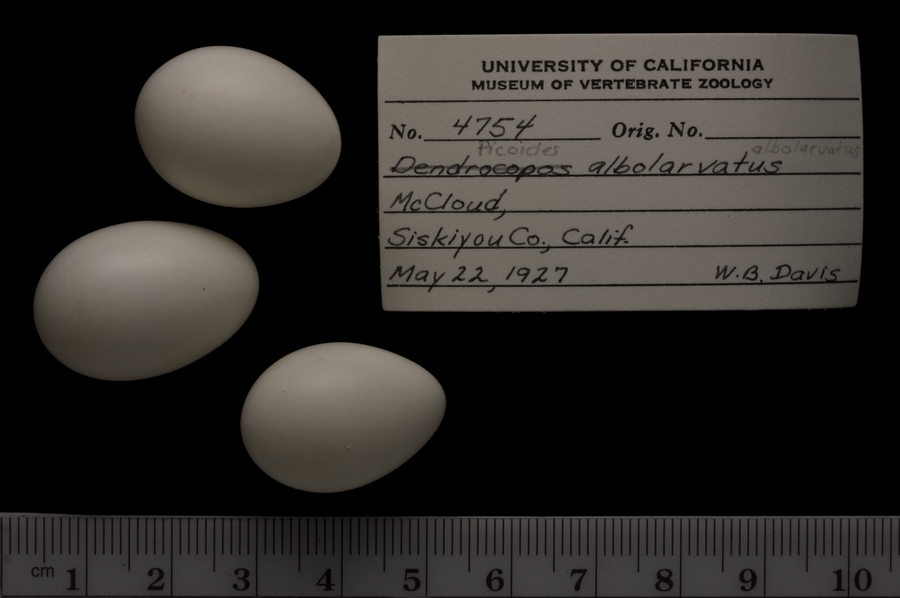 UNIVERSITY OF CALIFORNIA
MUSEUM OF VERTEBRATE ZOOLOGY
No. 4754 Orig. No.
Picoides albolarvatus
Dendrocopos albolarvatus
McCloud,
Siskiyou Co., Calif.
May 22, 1927 W.B. Davis
cm 1 2 3 4 5 6 7 8 9 10